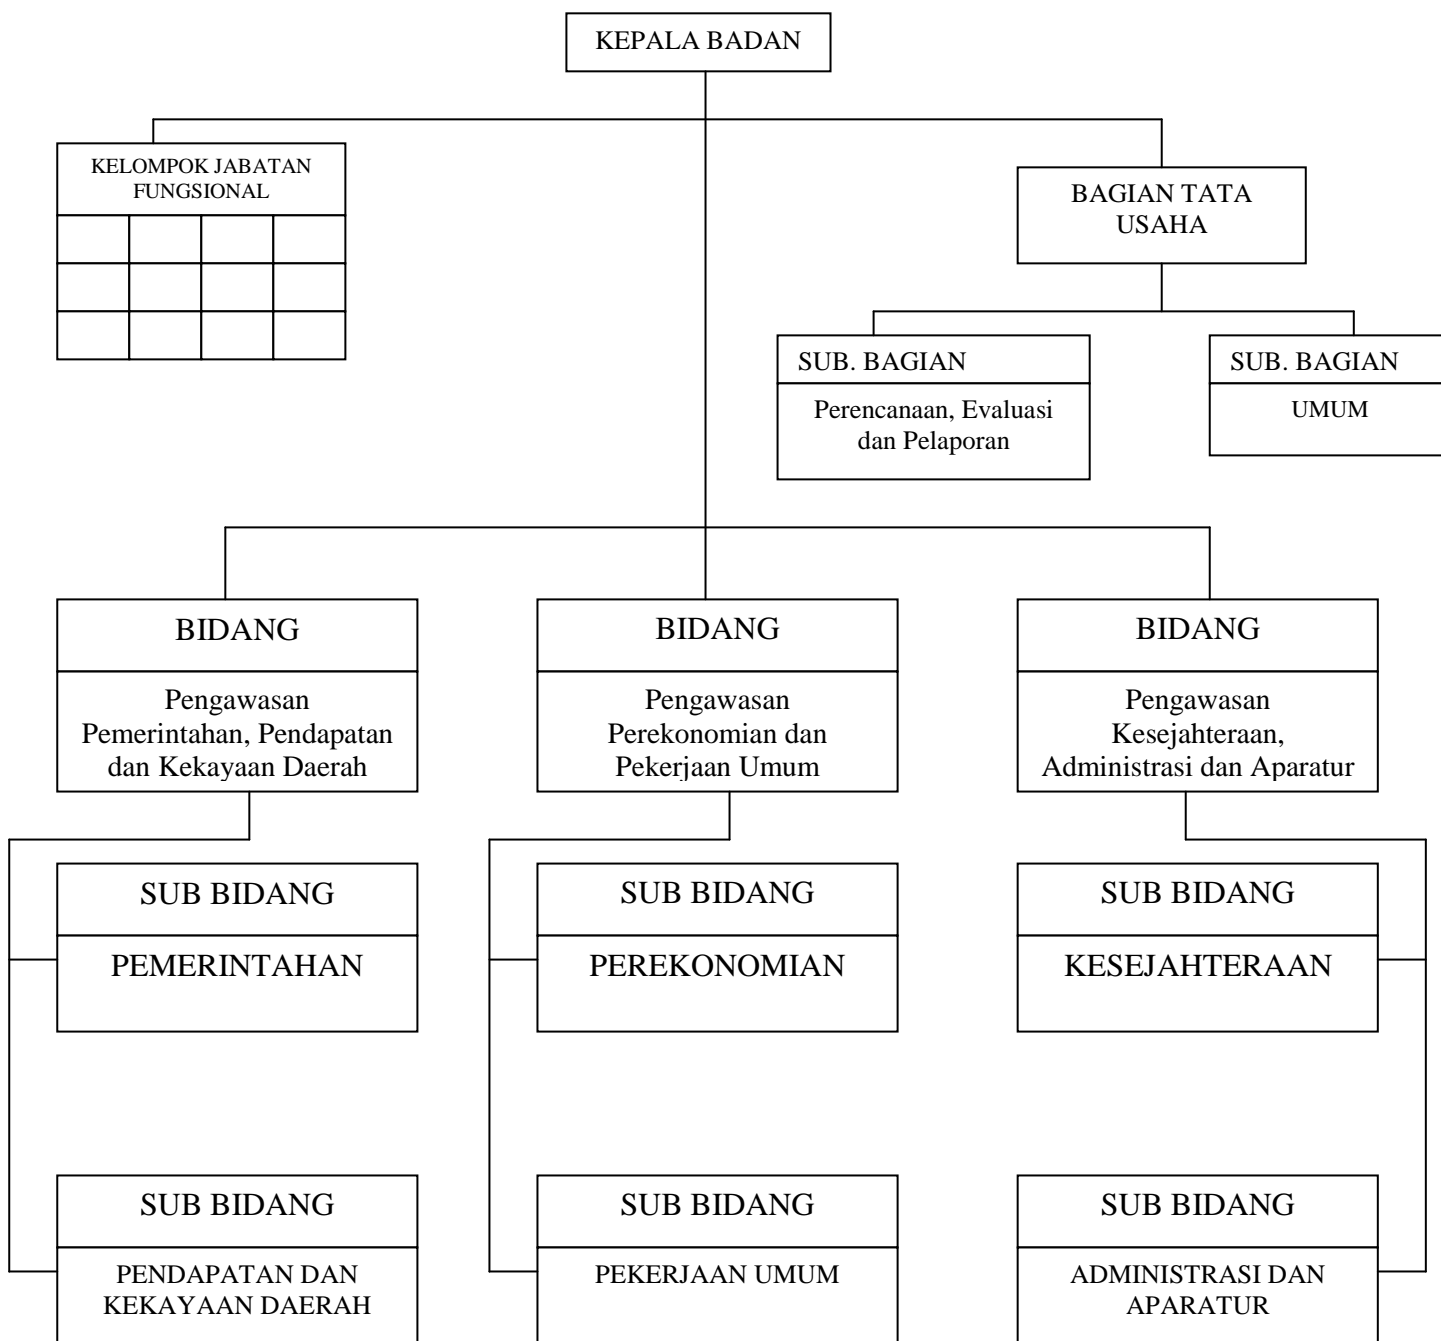 KEPALA BADAN
KELOMPOK JABATAN
FUNGSIONAL
BAGIAN TATA
USAHA
SUB. BAGIAN
Perencanaan, Evaluasi
dan Pelaporan
SUB. BAGIAN
UMUM
BIDANG
Pengawasan
Pemerintahan, Pendapatan
dan Kekayaan Daerah
BIDANG
Pengawasan
Perekonomian dan
Pekerjaan Umum
BIDANG
Pengawasan
Kesejahteraan,
Administrasi dan Aparatur
SUB BIDANG
PEMERINTAHAN
SUB BIDANG
PEREKONOMIAN
SUB BIDANG
KESEJAHTERAAN
SUB BIDANG
PENDAPATAN DAN
KEKAYAAN DAERAH
SUB BIDANG
PEKERJAAN UMUM
SUB BIDANG
ADMINISTRASI DAN
APARATUR